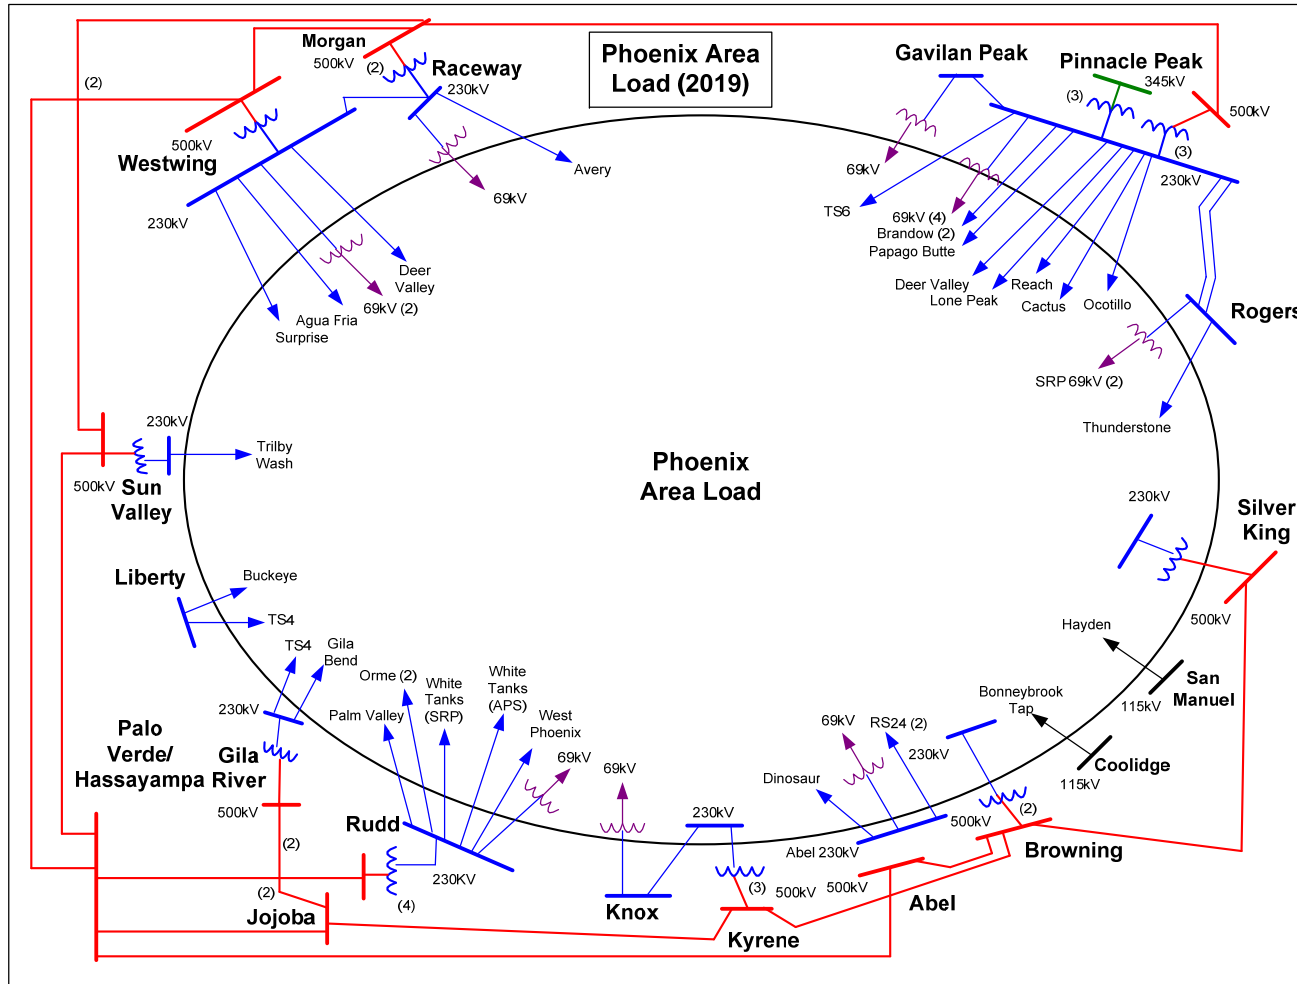 Phoenix Area
Load (2019)
Morgan
500kV
(2)
Raceway
230kV
(2)
500kV
Westwing
230kV
Avery
69kV
Deer
Valley
69kV (2)
Agua Fria
Surprise
Gavilan Peak
Pinnacle Peak
345kV
(3)
500kV
(3)
230kV
69kV
TS6
69kV (4)
Brandow (2)
Papago Butte
Deer Valley
Lone Peak
Reach
Cactus
Ocotillo
Rogers
SRP 69kV (2)
Thunderstone
230kV
Trilby
Wash
500kV
Sun
Valley
Phoenix
Area Load
230kV
Silver
King
500kV
Liberty
Buckeye
TS4
TS4
Gila
Bend
230kV
Gila
River
500kV
(2)
(2)
Palo
Verde/
Hassayampa
Jojoba
Orme (2)
Palm Valley
White
Tanks
(SRP)
White
Tanks
(APS)
West
Phoenix
69kV
Rudd
230KV
(4)
69kV
230kV
Knox
(3)
500kV
Kyrene
Hayden
San
Manuel
115kV
Bonneybrook
Tap
Coolidge
115kV
69kV
RS24 (2)
230kV
Dinosaur
Abel 230kV
500kV
(2)
Browning
500kV
Abel